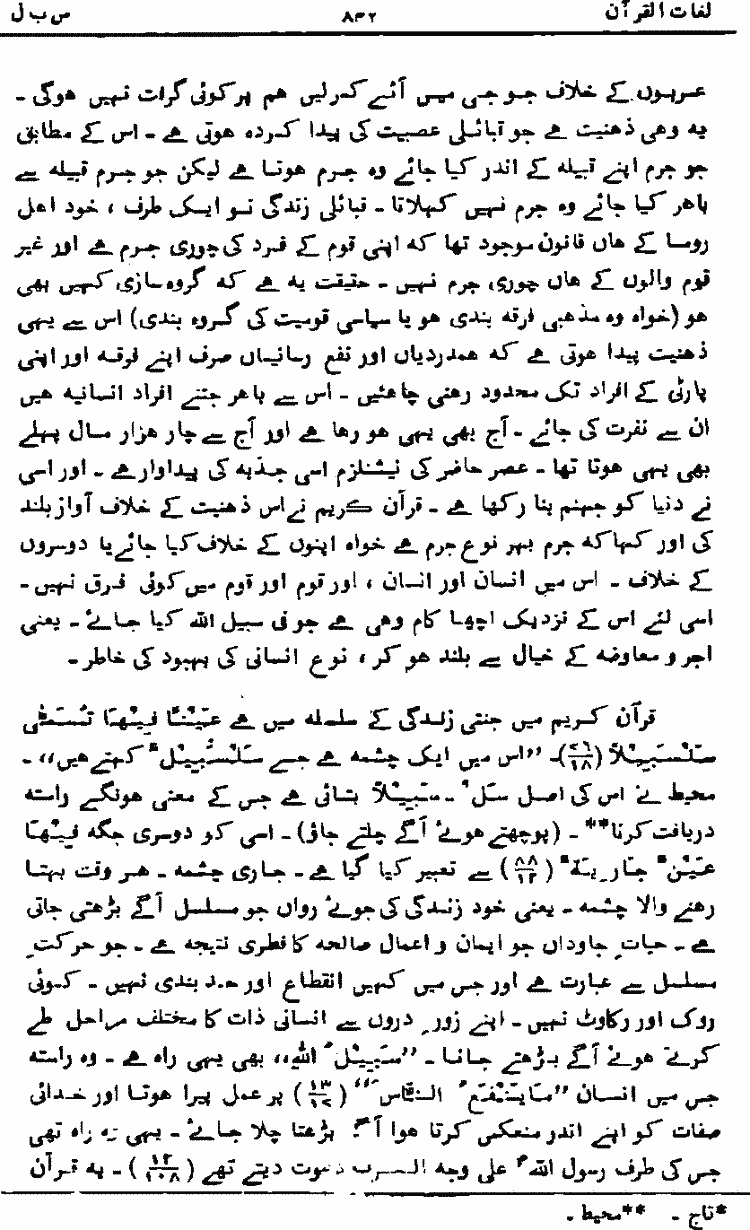 لغات القرآن ۸۴۲ س ب ل
عربوں کے خلاف جو جی میں آئے کرلیں ہم پر کوئی گرفت نہیں ہوگی ۔
یہ وہی ذہنیت ہے جو قبائلی عصبیت کی پیدا کردہ ہوتی ہے ۔ اس کے مطابق
جو جرم اپنے قبیلہ کے اندر کیا جائے وہ جرم ہوتا ہے لیکن جو جرم قبیلہ سے
باہر کیا جائے وہ جرم نہیں کہلاتا ۔ قبائلی زندگی تو ایک طرف ، خود اہل
روما کے ہاں قانون موجود تھا کہ اپنی قوم کے فرد کی چوری جرم ہے اور غیر
قوم والوں کے ہاں چوری جرم نہیں ۔ حقیقت یہ ہے کہ گروہ سازی کہیں بھی
ہو (خواہ وہ مذہبی فرقہ بندی ہو یا سیاسی قومیت کی گروہ بندی) اس سے یہی
ذہنیت پیدا ہوتی ہے کہ ہمدردیاں اور نفع رسانیاں صرف اپنے فرقہ اور اپنی
پارٹی کے افراد تک محدود رہنی چاہئیں ۔ اس سے باہر جتنے افراد انسانیہ ہیں
ان سے نفرت کی جائے ۔ آج بھی یہی ہو رہا ہے اور آج سے چار ہزار سال پہلے
بھی یہی ہوتا تھا ۔ عصر حاضر کی نیشنلزم اسی جذبہ کی پیداوار ہے ۔ اور اسی
نے دنیا کو جہنم بنا رکھا ہے ۔ قرآن کریم نے اس ذہنیت کے خلاف آواز بلند
کی اور کہا کہ جرم بہر نوع جرم ہے خواہ اپنوں کے خلاف کیا جائے یا دوسروں
کے خلاف ۔ اس میں انسان اور انسان ، اور قوم اور قوم میں کوئی فرق نہیں ۔
اسی لئے اس کے نزدیک اچھا کام وہی ہے جو فی سبیل اللہ کیا جائے ۔ یعنی
اجر و معاوضہ کے خیال سے بلند ہو کر ، نوع انسانی کی بہبود کی خاطر ۔
قرآن کریم میں جنتی زندگی کے سلسلہ میں ہے عَيْنًا فِيْهَا تُسَمّٰى
سَلْسَبِيْلًا (۷۶/۱۸)۔ ”اس میں ایک چشمہ ہے جسے سَلْسَبِيْلٌ* کہتے ہیں“ ۔
محیط نے اس کی اصل سَلْ ۔ سَبِيْلًا بتائی ہے جس کے معنی ہونگے راستہ
دریافت کرنا** ۔ (پوچھتے ہوئے آگے چلتے جاؤ) ۔ اسی کو دوسری جگہ فِيْهَا
عَيْنٌ جَارِيَةٌ (۸۸/۱۲) سے تعبیر کیا گیا ہے ۔ جاری چشمہ ۔ ہر وقت بہتا
رہنے والا چشمہ ۔ یعنی خود زندگی کی جوئے رواں جو مسلسل آگے بڑھتی جاتی
ہے ۔ حیاتِ جاوداں جو ایمان و اعمال صالحہ کا فطری نتیجہ ہے ۔ جو حرکتِ
مسلسل سے عبارت ہے اور جس میں کہیں انقطاع اور حد بندی نہیں ۔ کوئی
روک اور رکاوٹ نہیں ۔ اپنے زورِ دروں سے انسانی ذات کا مختلف مراحل طے
کرتے ہوئے آگے بڑھتے جانا ۔ ”سَبِيْلُ اللہِ“ بھی یہی راہ ہے ۔ وہ راستہ
جس میں انسان ”مَا يَنْفَعُ النَّاسَ“ (۱۳/۱۷) پر عمل پیرا ہوتا اور خدائی
صفات کو اپنے اندر منعکس کرتا ہوا آگے بڑھتا چلا جائے ۔ یہی یہ راہ تھی
جس کی طرف رسول اللہؐ علی وجہ البصیرت دعوت دیتے تھے (۱۲/۱۰۸) ۔ یہ قرآن
*تاج ۔ **محیط ۔